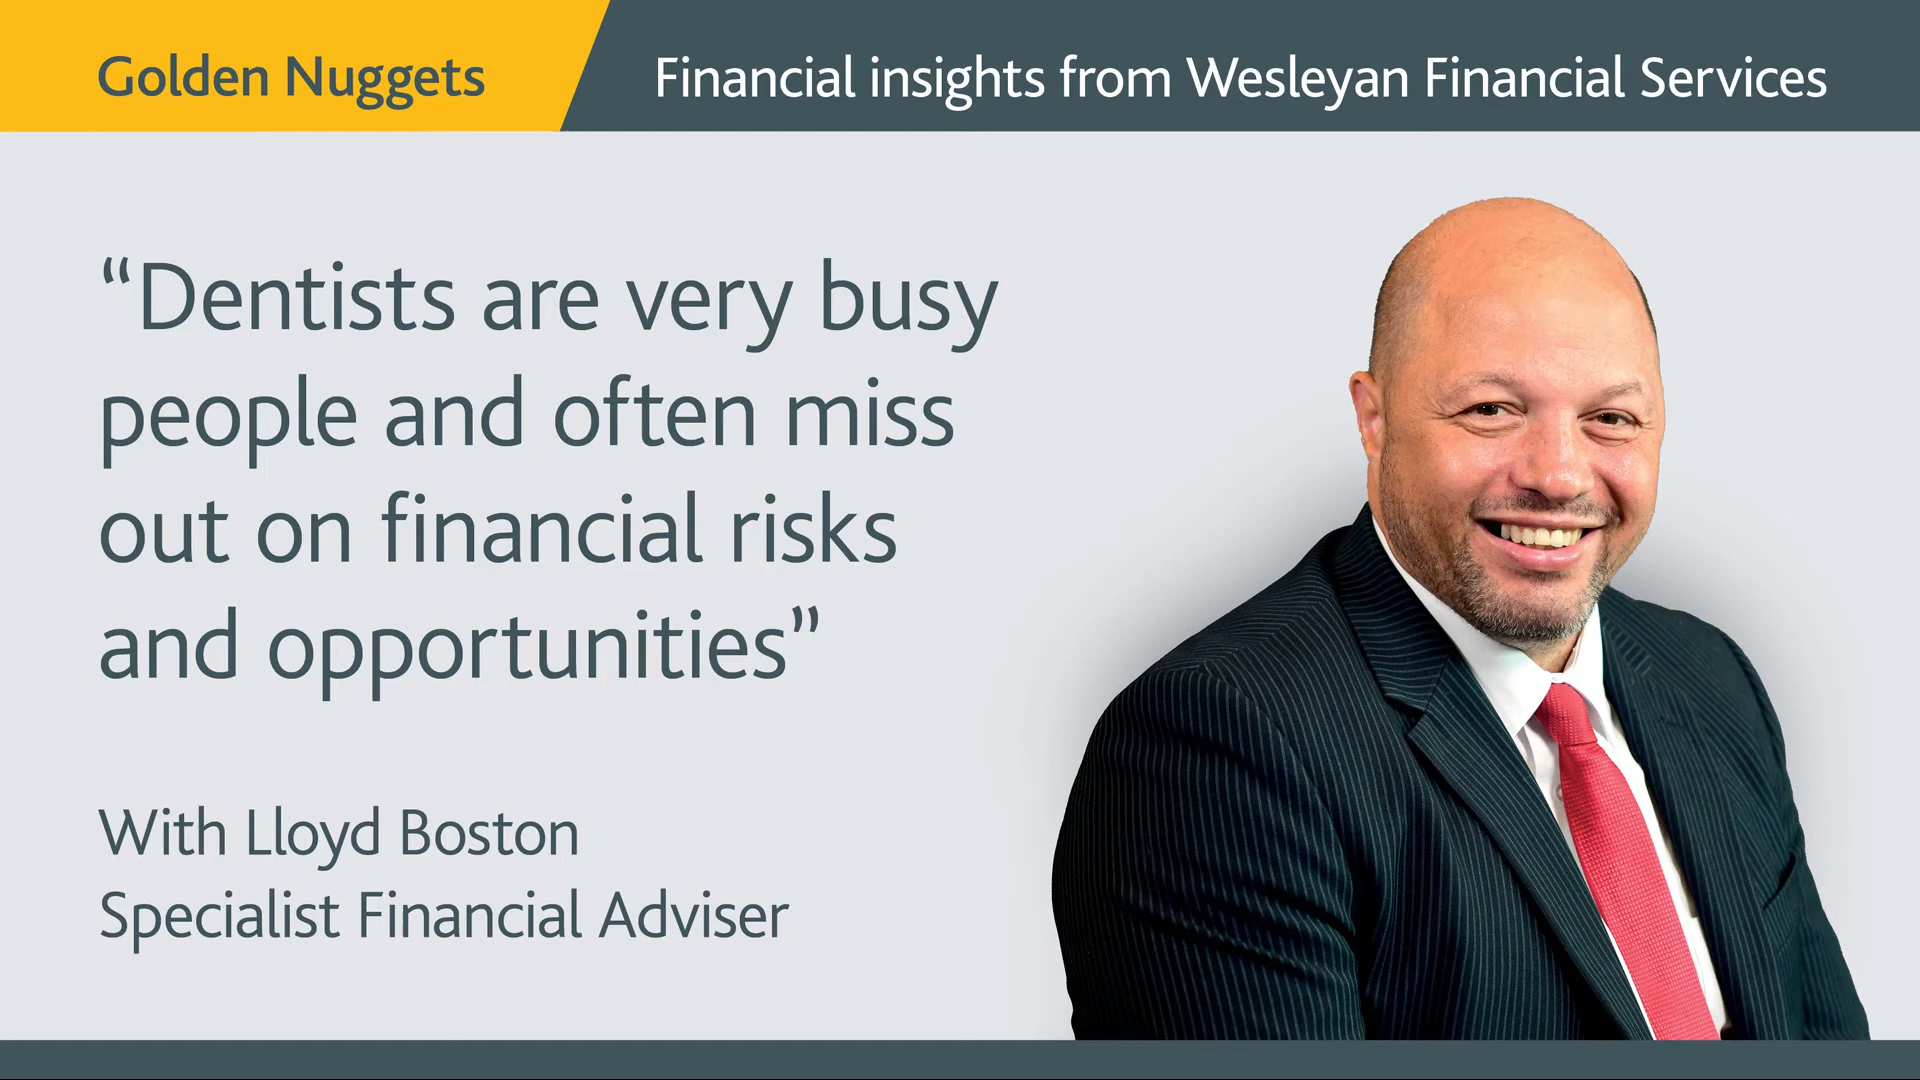 Golden Nuggets
Financial insights from Wesleyan Financial Services
“Dentists are very busy
people and often miss
out on financial risks
and opportunities”
With Lloyd Boston
Specialist Financial Adviser